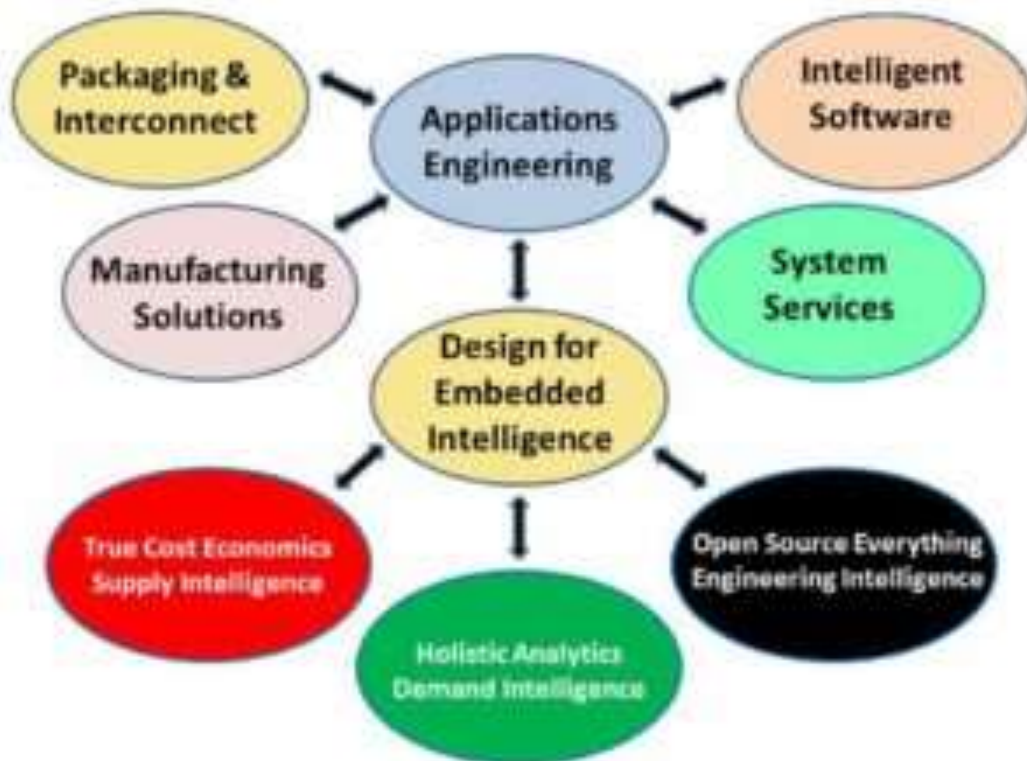 Packaging &
Interconnect
Applications
Engineering
Intelligent
Software
Manufacturing
Solutions
System
Services
Design for
Embedded
Intelligence
True Cost Economics
Supply Intelligence
Open Source Everything
Engineering Intelligence
Holistic Analytics
Demand Intelligence